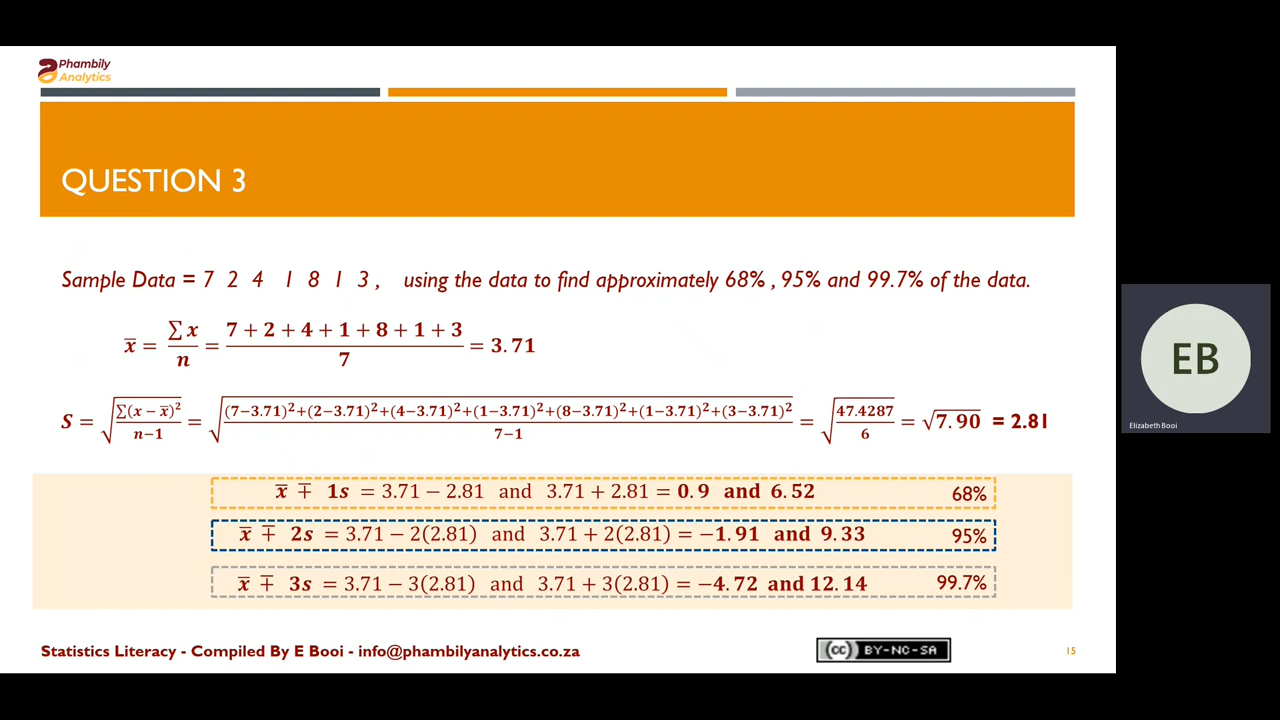 Phambily
Analytics
QUESTION 3
Sample Data = 7 2 4 1 8 1 3 , using the data to find approximately 68% , 95% and 99.7% of the data.
x̅ = ∑ x / n = 7 + 2 + 4 + 1 + 8 + 1 + 3 / 7 = 3.71
S = √(∑(x − x̅)² / n−1) = √((7−3.71)²+(2−3.71)²+(4−3.71)²+(1−3.71)²+(8−3.71)²+(1−3.71)²+(3−3.71)² / 7−1) = √(47.4287 / 6) = √7.90 = 2.81
x̅ ∓ 1s = 3.71 − 2.81 and 3.71 + 2.81 = 0.9 and 6.52 68%
x̅ ∓ 2s = 3.71 − 2(2.81) and 3.71 + 2(2.81) = −1.91 and 9.33 95%
x̅ ∓ 3s = 3.71 − 3(2.81) and 3.71 + 3(2.81) = −4.72 and 12.14 99.7%
EB
Elizabeth Booi
Statistics Literacy - Compiled By E Booi - info@phambilyanalytics.co.za
cc BY-NC-SA
15